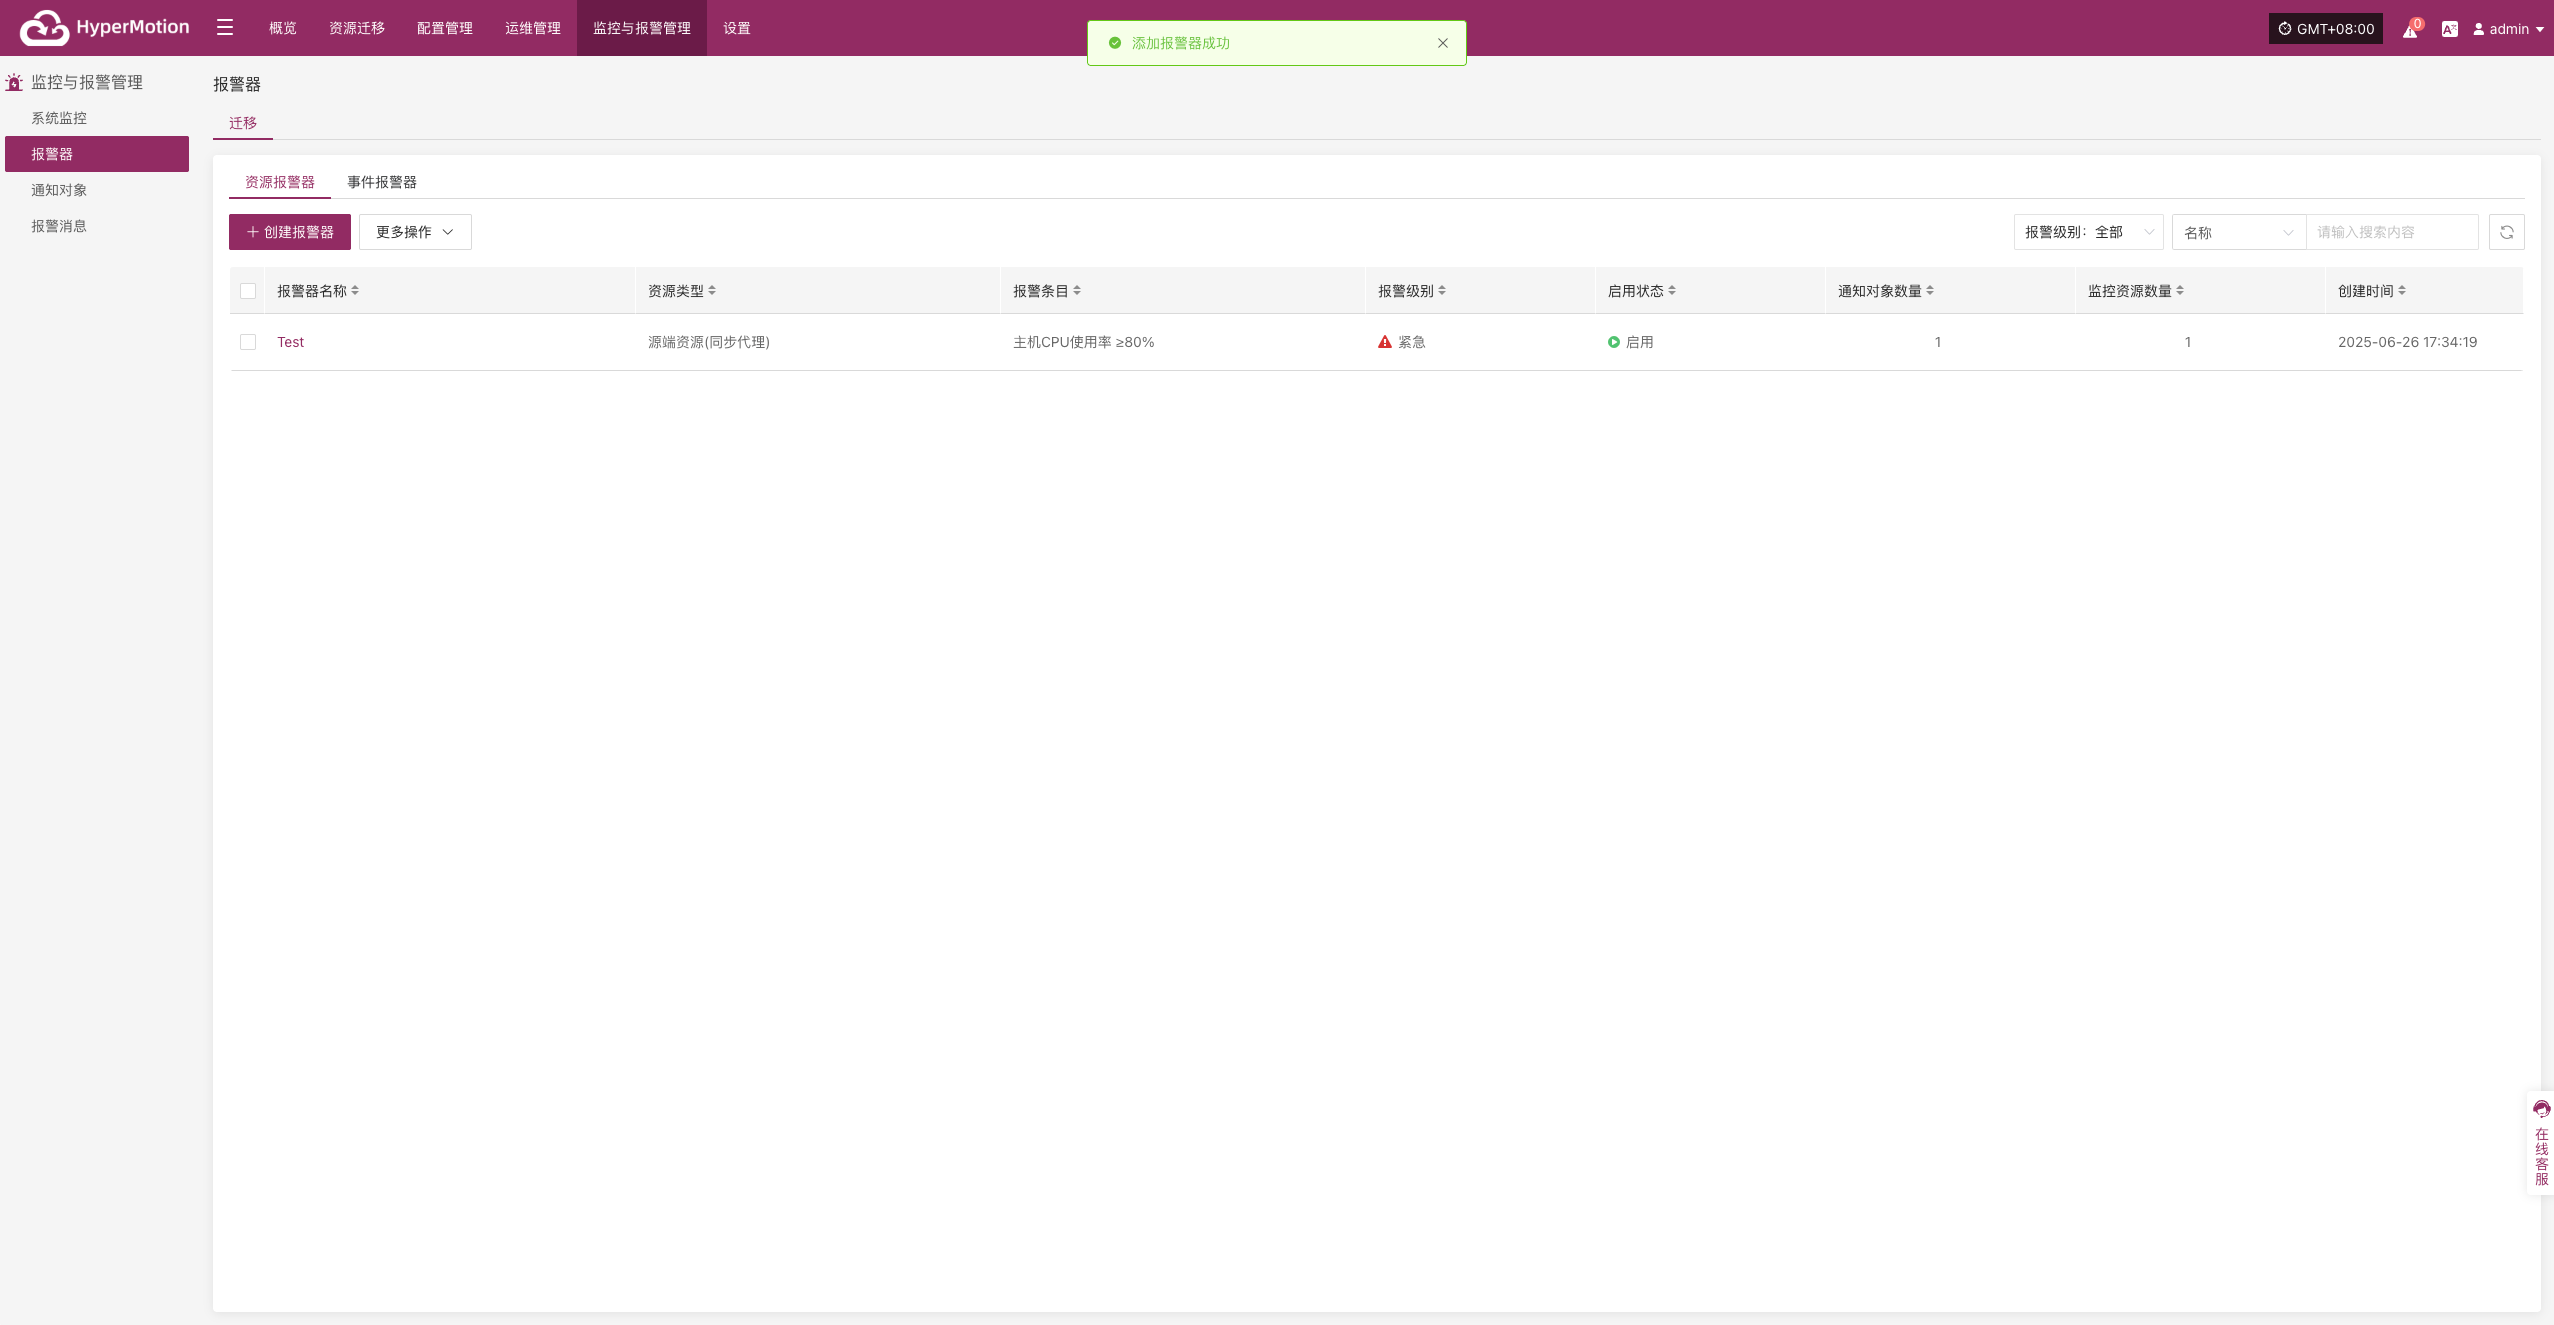 HyperMotion
概览
资源迁移
配置管理
运维管理
监控与报警管理
设置
添加报警器成功
GMT+08:00
0
admin
监控与报警管理
系统监控
报警器
通知对象
报警消息
报警器
迁移
资源报警器
事件报警器
创建报警器
更多操作
报警级别：全部
名称
请输入搜索内容
报警器名称
资源类型
报警条目
报警级别
启用状态
通知对象数量
监控资源数量
创建时间
Test
源端资源(同步代理)
主机CPU使用率 ≥80%
紧急
启用
1
1
2025-06-26 17:34:19
在线客服